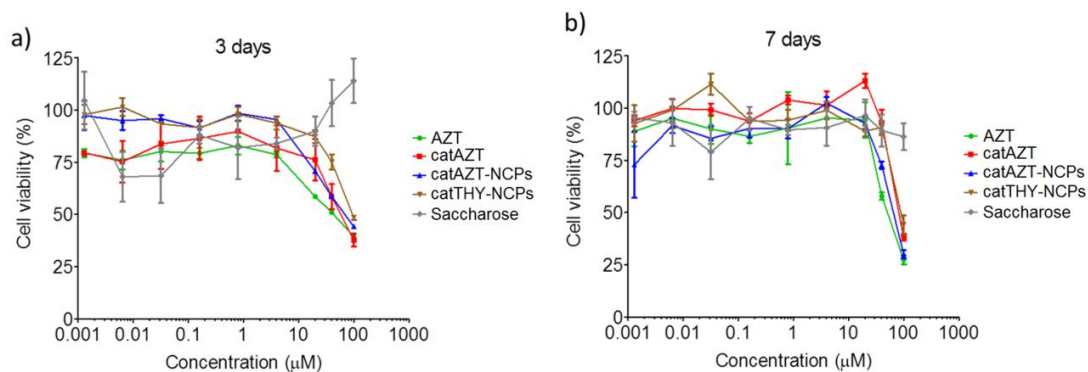 a)
3 days
125
100
75
50
25
0
0.001 0.01 0.1 1 10 100 1000
Cell viability (%)
Concentration (μM)
AZT
catAZT
catAZT-NCPs
catTHY-NCPs
Saccharose
b)
7 days
125
100
75
50
25
0
0.001 0.01 0.1 1 10 100 1000
Cell viability (%)
Concentration (μM)
AZT
catAZT
catAZT-NCPs
catTHY-NCPs
Saccharose